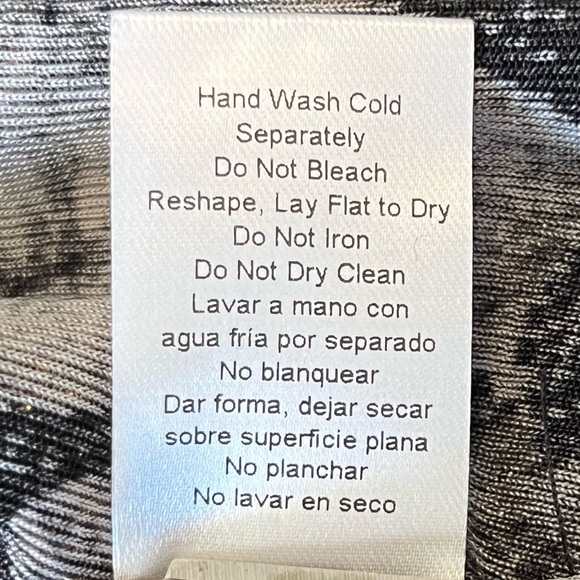 Hand Wash Cold
Separately
Do Not Bleach
Reshape, Lay Flat to Dry
Do Not Iron
Do Not Dry Clean
Lavar a mano con
agua fría por separado
No blanquear
Dar forma, dejar secar
sobre superficie plana
No planchar
No lavar en seco